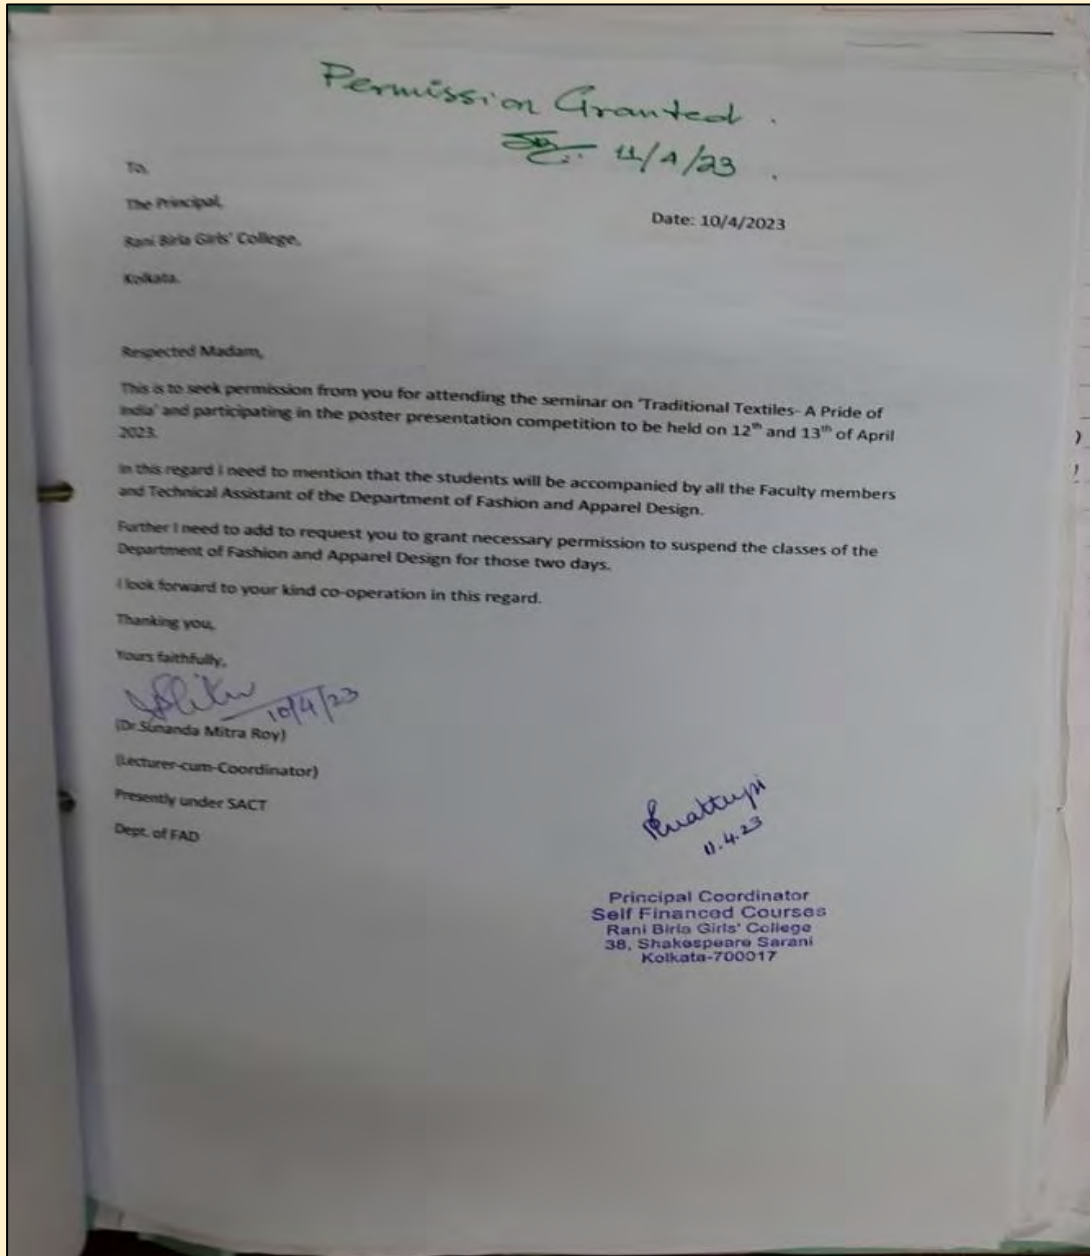 Permission Granted.
11/4/23.
To,
The Principal,
Date: 10/4/2023
Rani Birla Girls' College,
Kolkata.
Respected Madam,
This is to seek permission from you for attending the seminar on 'Traditional Textiles- A Pride of
India' and participating in the poster presentation competition to be held on 12th and 13th of April
2023.
In this regard I need to mention that the students will be accompanied by all the Faculty members
and Technical Assistant of the Department of Fashion and Apparel Design.
Further I need to add to request you to grant necessary permission to suspend the classes of the
Department of Fashion and Apparel Design for those two days.
I look forward to your kind co-operation in this regard.
Thanking you,
Yours faithfully,
10/4/23
(Dr.Sunanda Mitra Roy)
(Lecturer-cum-Coordinator)
Presently under SACT
Dept. of FAD
11.4.23
Principal Coordinator
Self Financed Courses
Rani Birla Girls' College
38, Shakespeare Sarani
Kolkata-700017